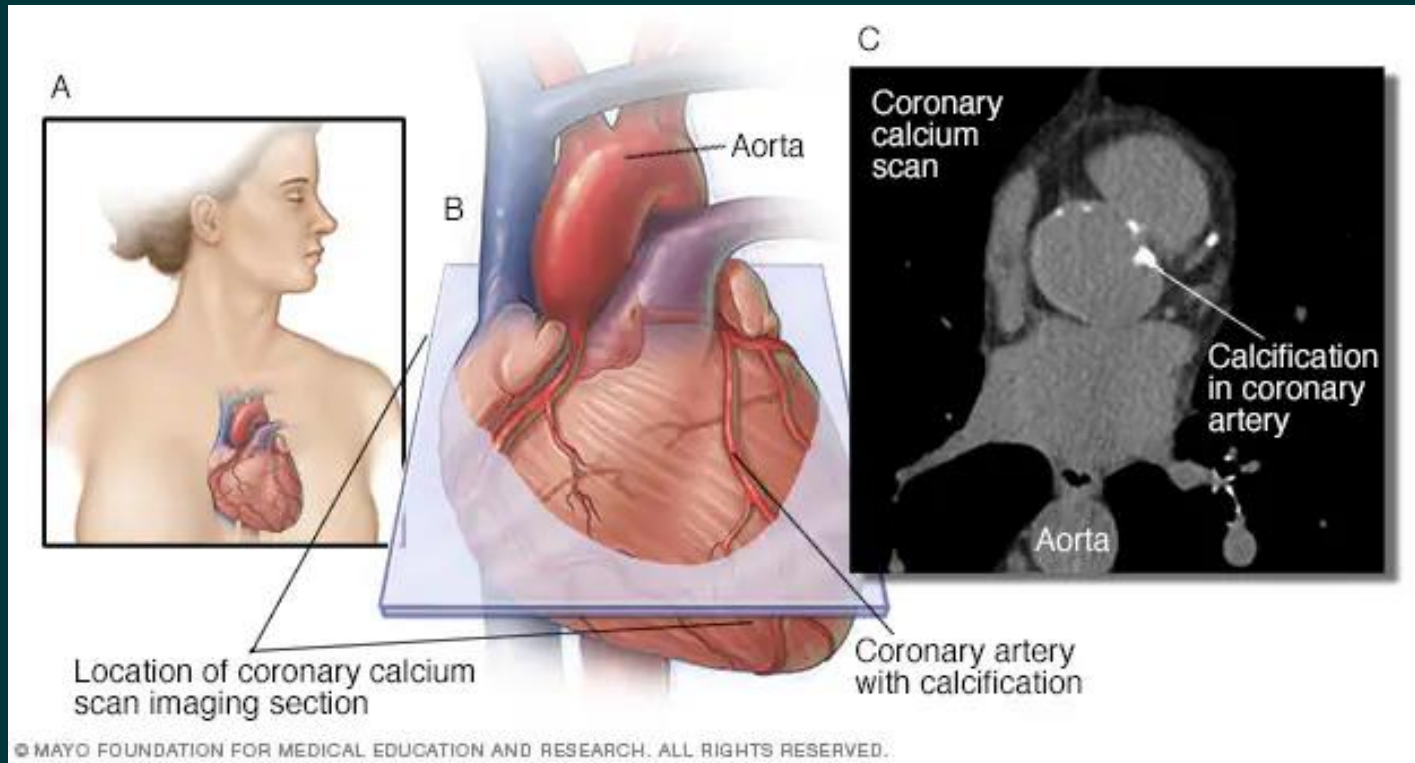 A
B
Aorta
C
Coronary
calcium
scan
Calcification
in coronary
artery
Aorta
Location of coronary calcium
scan imaging section
Coronary artery
with calcification
© MAYO FOUNDATION FOR MEDICAL EDUCATION AND RESEARCH. ALL RIGHTS RESERVED.